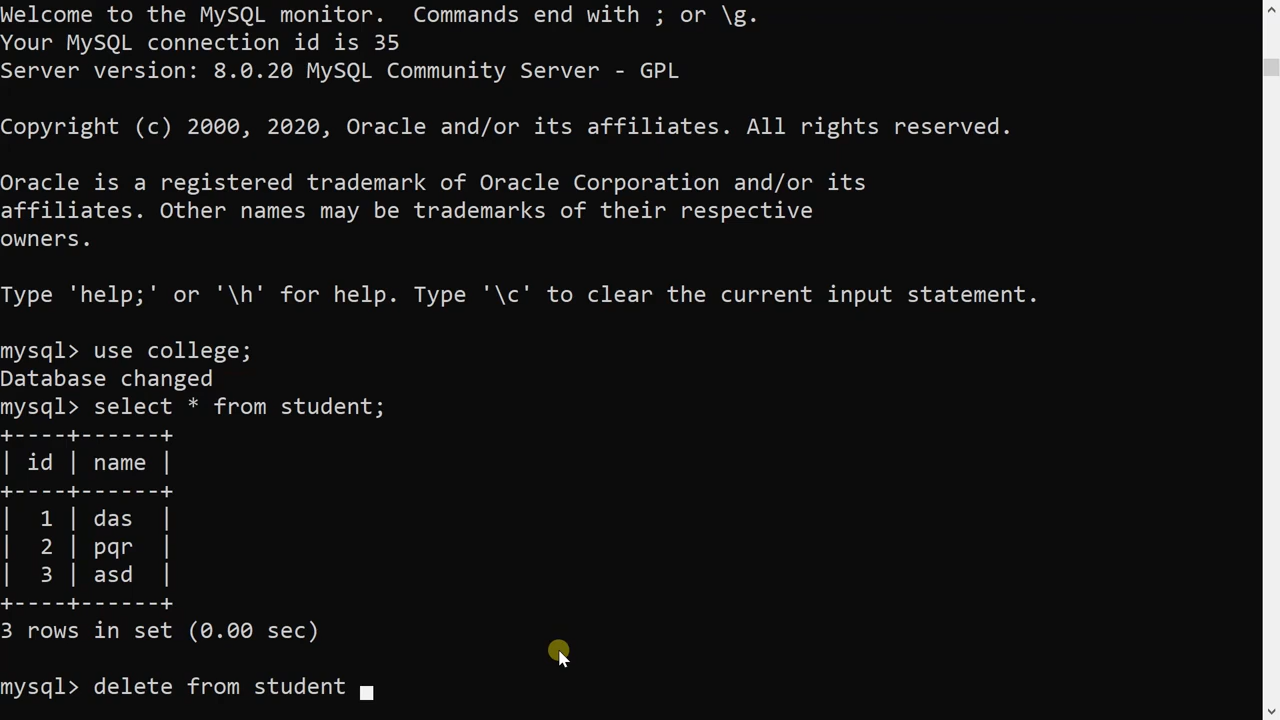 Welcome to the MySQL monitor.  Commands end with ; or \g.
Your MySQL connection id is 35
Server version: 8.0.20 MySQL Community Server - GPL
Copyright (c) 2000, 2020, Oracle and/or its affiliates. All rights reserved.
Oracle is a registered trademark of Oracle Corporation and/or its
affiliates. Other names may be trademarks of their respective
owners.
Type 'help;' or '\h' for help. Type '\c' to clear the current input statement.
mysql> use college;
Database changed
mysql> select * from student;
+----+------+
| id | name |
+----+------+
|  1 | das  |
|  2 | pqr  |
|  3 | asd  |
+----+------+
3 rows in set (0.00 sec)
mysql> delete from student